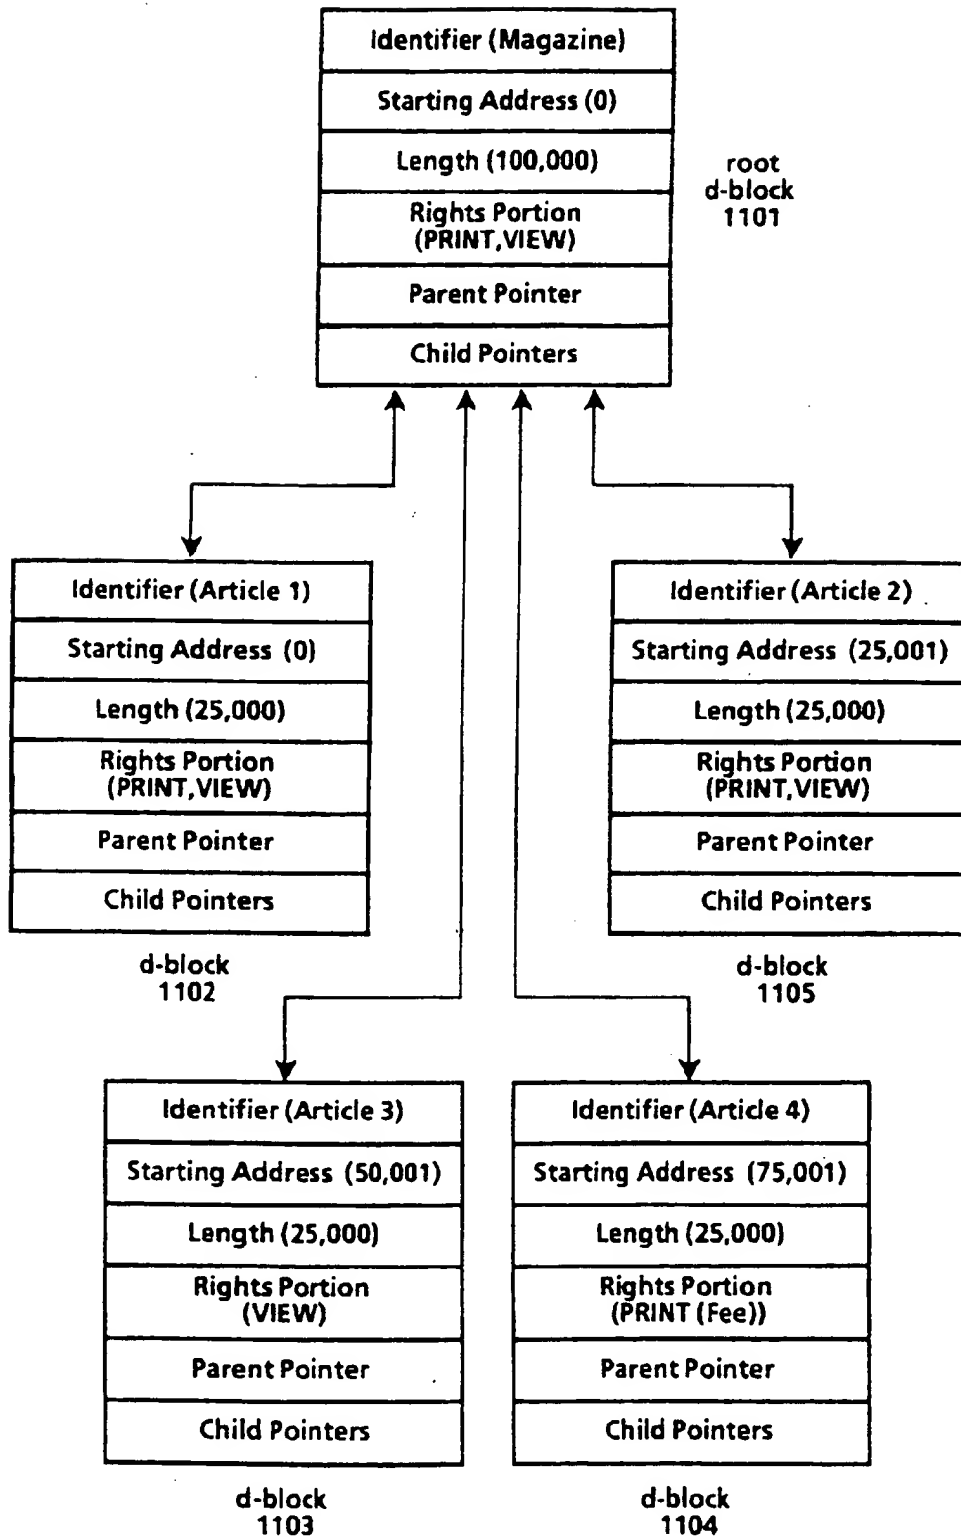 Identifier (Magazine)
Starting Address (0)
Length (100,000)
Rights Portion
(PRINT,VIEW)
Parent Pointer
Child Pointers
root
d-block
1101
Identifier (Article 1)
Starting Address (0)
Length (25,000)
Rights Portion
(PRINT,VIEW)
Parent Pointer
Child Pointers
d-block
1102
Identifier (Article 2)
Starting Address (25,001)
Length (25,000)
Rights Portion
(PRINT,VIEW)
Parent Pointer
Child Pointers
d-block
1105
Identifier (Article 3)
Starting Address (50,001)
Length (25,000)
Rights Portion
(VIEW)
Parent Pointer
Child Pointers
d-block
1103
Identifier (Article 4)
Starting Address (75,001)
Length (25,000)
Rights Portion
(PRINT (Fee))
Parent Pointer
Child Pointers
d-block
1104